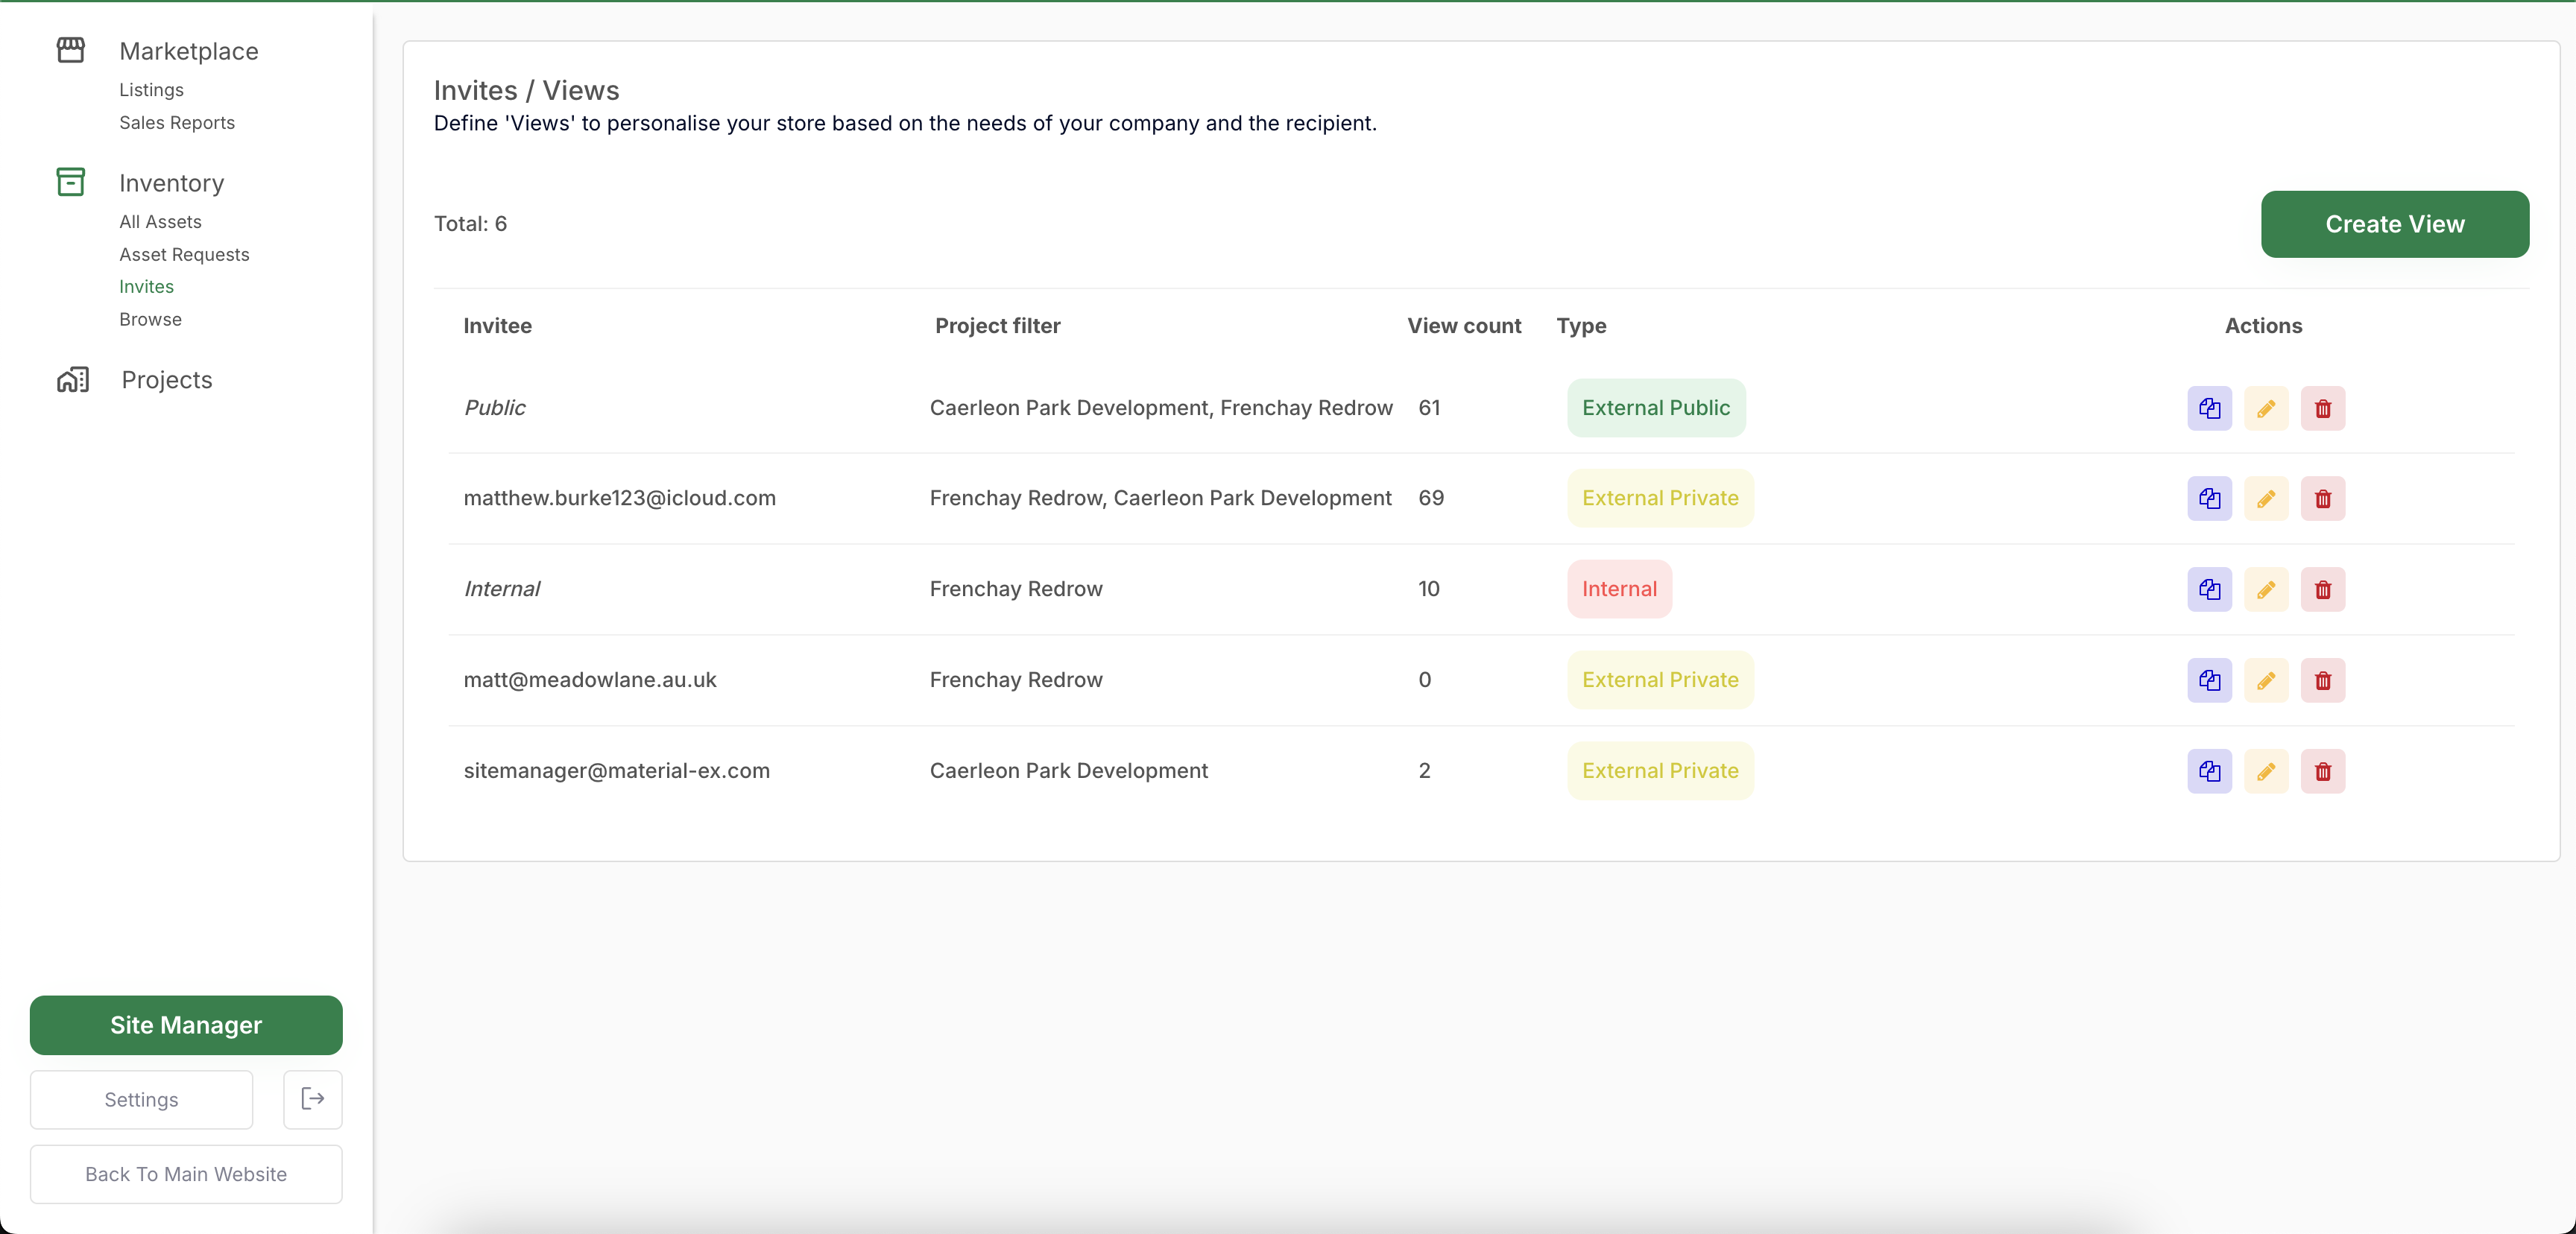 Marketplace
Listings
Sales Reports
Inventory
All Assets
Asset Requests
Invites
Browse
Projects
Site Manager
Settings
Back To Main Website
Invites / Views
Define 'Views' to personalise your store based on the needs of your company and the recipient.
Total: 6
Create View
Invitee Project filter View count Type Actions
Public Caerleon Park Development, Frenchay Redrow 61 External Public
matthew.burke123@icloud.com Frenchay Redrow, Caerleon Park Development 69 External Private
Internal Frenchay Redrow 10 Internal
matt@meadowlane.au.uk Frenchay Redrow 0 External Private
sitemanager@material-ex.com Caerleon Park Development 2 External Private